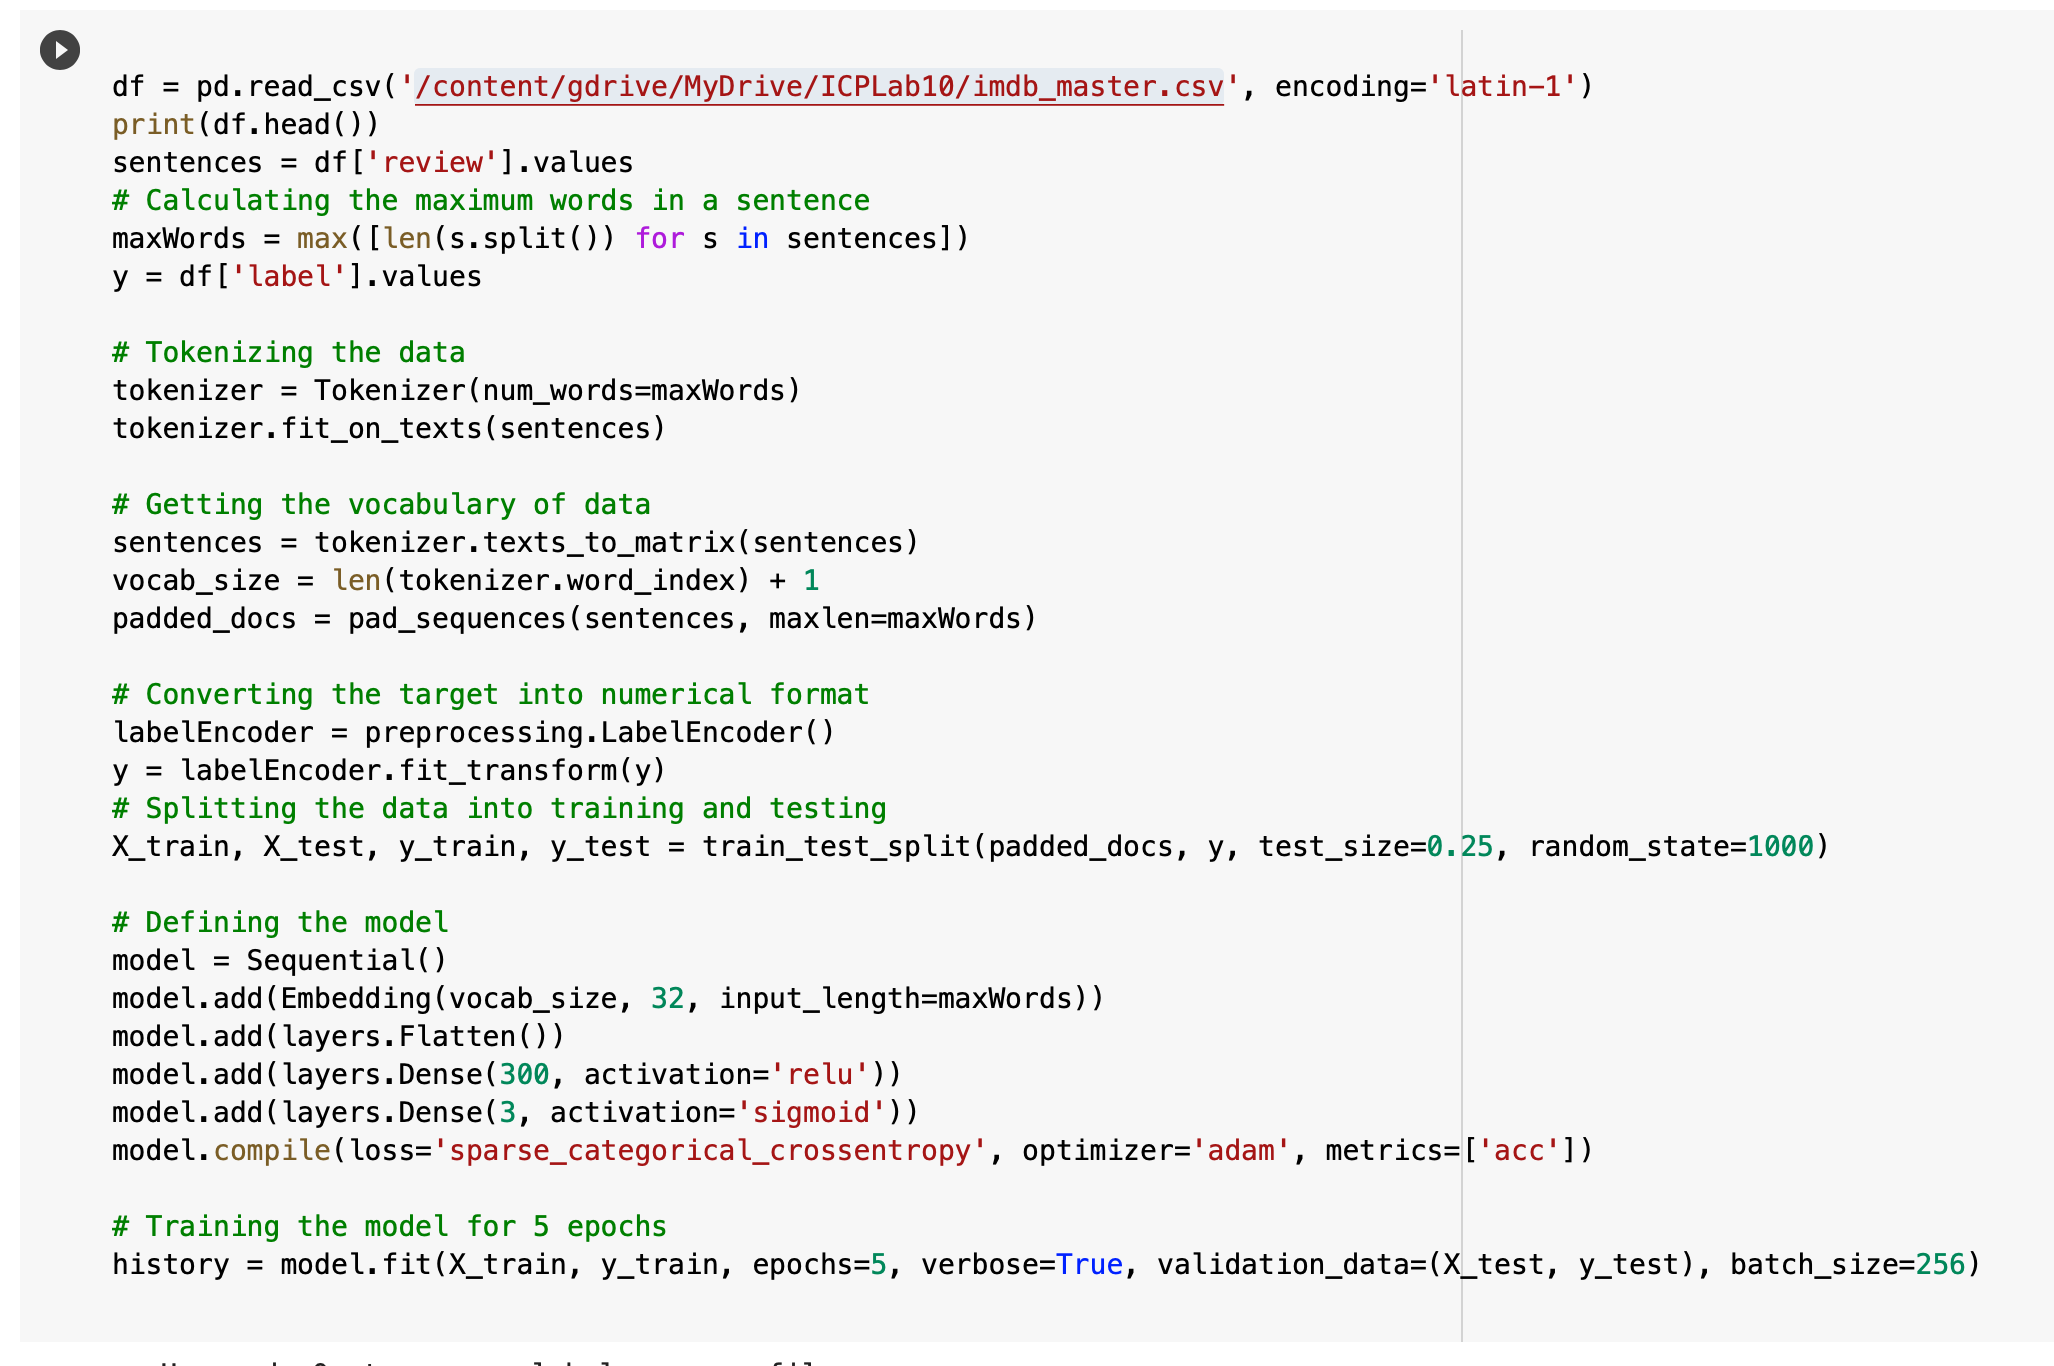 df = pd.read_csv('/content/gdrive/MyDrive/ICPLab10/imdb_master.csv', encoding='latin-1')
print(df.head())
sentences = df['review'].values
# Calculating the maximum words in a sentence
maxWords = max([len(s.split()) for s in sentences])
y = df['label'].values
# Tokenizing the data
tokenizer = Tokenizer(num_words=maxWords)
tokenizer.fit_on_texts(sentences)
# Getting the vocabulary of data
sentences = tokenizer.texts_to_matrix(sentences)
vocab_size = len(tokenizer.word_index) + 1
padded_docs = pad_sequences(sentences, maxlen=maxWords)
# Converting the target into numerical format
labelEncoder = preprocessing.LabelEncoder()
y = labelEncoder.fit_transform(y)
# Splitting the data into training and testing
X_train, X_test, y_train, y_test = train_test_split(padded_docs, y, test_size=0.25, random_state=1000)
# Defining the model
model = Sequential()
model.add(Embedding(vocab_size, 32, input_length=maxWords))
model.add(layers.Flatten())
model.add(layers.Dense(300, activation='relu'))
model.add(layers.Dense(3, activation='sigmoid'))
model.compile(loss='sparse_categorical_crossentropy', optimizer='adam', metrics=['acc'])
# Training the model for 5 epochs
history = model.fit(X_train, y_train, epochs=5, verbose=True, validation_data=(X_test, y_test), batch_size=256)